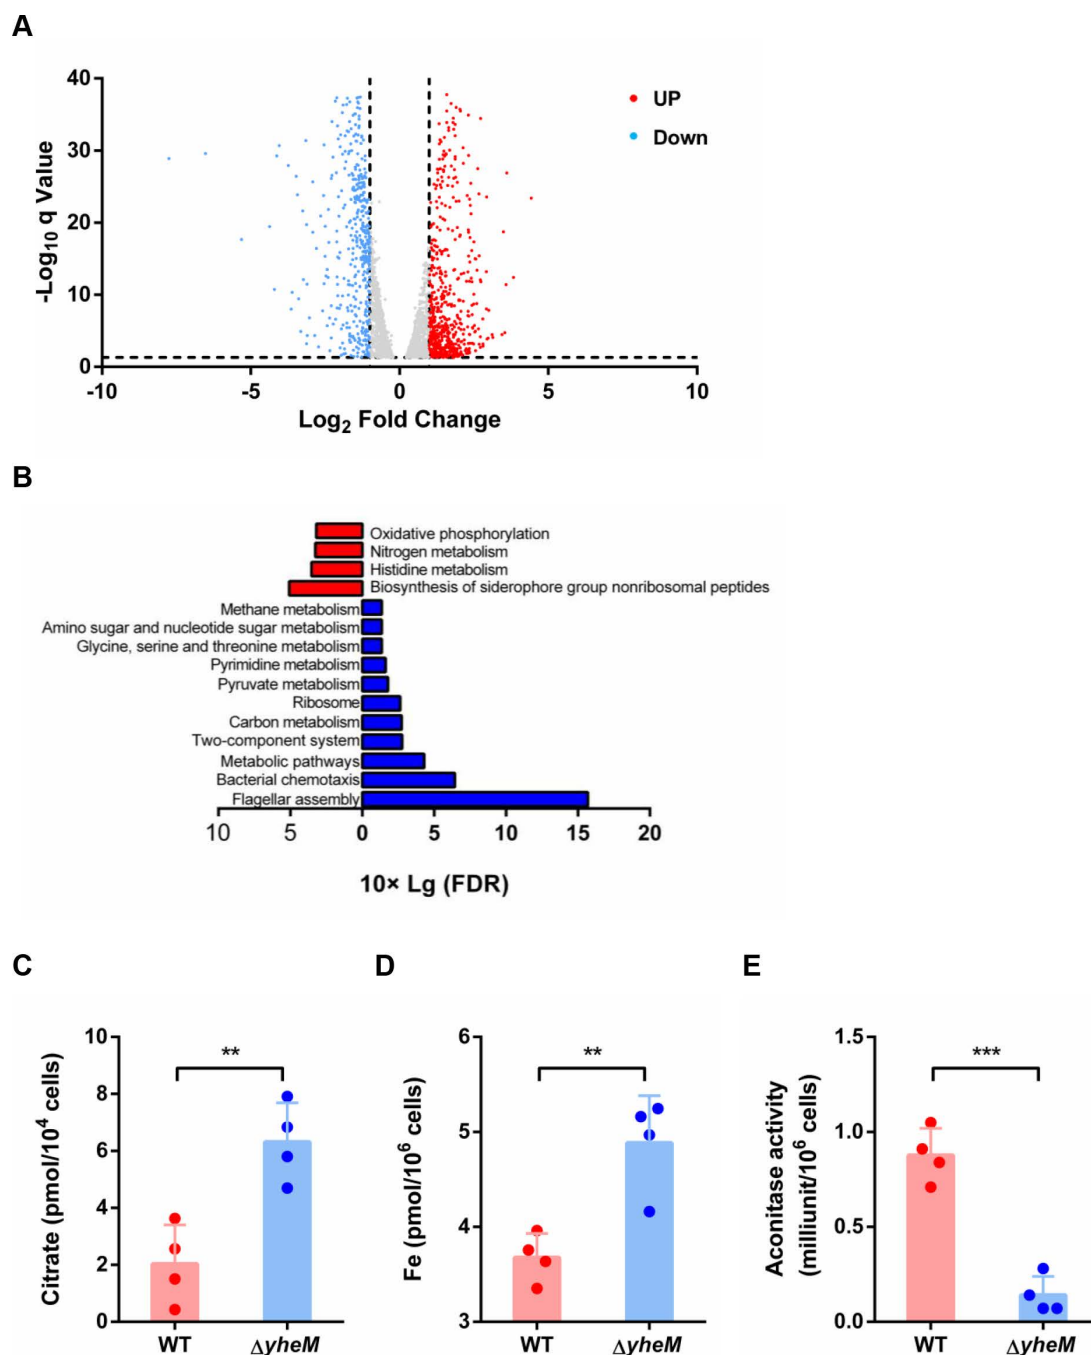 A
40
30
20
10
0
-Log10 q Value
UP
Down
-10 -5 0 5 10
Log2 Fold Change
B
Oxidative phosphorylation
Nitrogen metabolism
Histidine metabolism
Biosynthesis of siderophore group nonribosomal peptides
Methane metabolism
Amino sugar and nucleotide sugar metabolism
Glycine, serine and threonine metabolism
Pyrimidine metabolism
Pyruvate metabolism
Ribosome
Carbon metabolism
Two-component system
Metabolic pathways
Bacterial chemotaxis
Flagellar assembly
10 5 0 5 10 15 20
10× Lg (FDR)
C
10
8
6
4
2
0
Citrate (pmol/10^4 cells)
**
WT ΔyheM
D
6
5
4
3
Fe (pmol/10^6 cells)
**
WT ΔyheM
E
1.5
1.0
0.5
0.0
Aconitase activity
(milliunit/10^6 cells)
***
WT ΔyheM